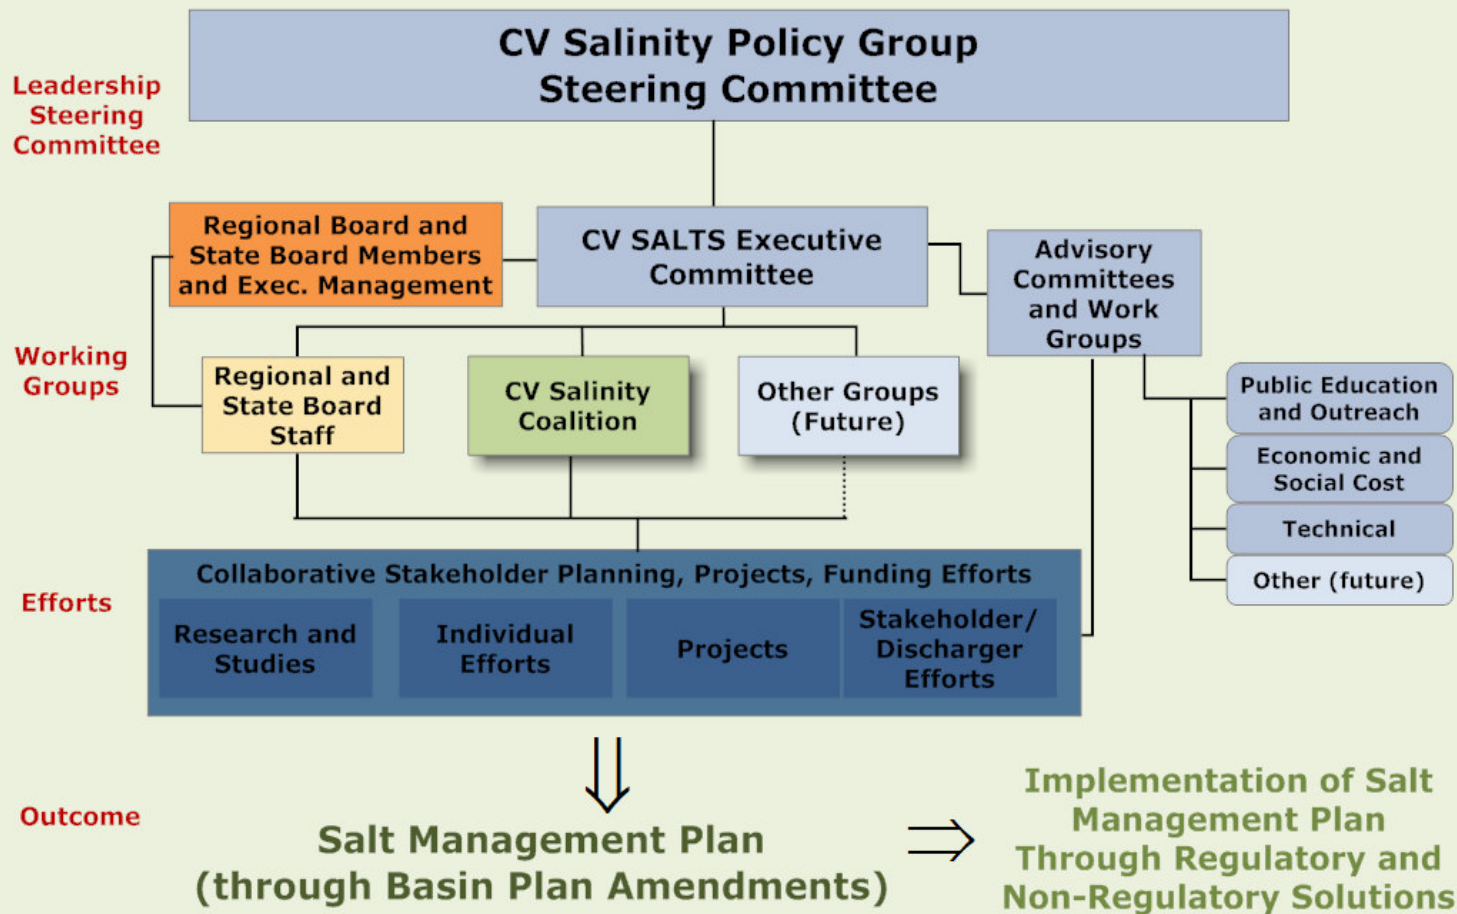 CV Salinity Policy Group
Steering Committee
Leadership
Steering
Committee
Regional Board and
State Board Members
and Exec. Management
CV SALTS Executive
Committee
Advisory
Committees
and Work
Groups
Working
Groups
Regional and
State Board
Staff
CV Salinity
Coalition
Other Groups
(Future)
Public Education
and Outreach
Economic and
Social Cost
Technical
Other (future)
Efforts
Collaborative Stakeholder Planning, Projects, Funding Efforts
Research and
Studies
Individual
Efforts
Projects
Stakeholder/
Discharger
Efforts
Outcome
Salt Management Plan
(through Basin Plan Amendments)
Implementation of Salt
Management Plan
Through Regulatory and
Non-Regulatory Solutions